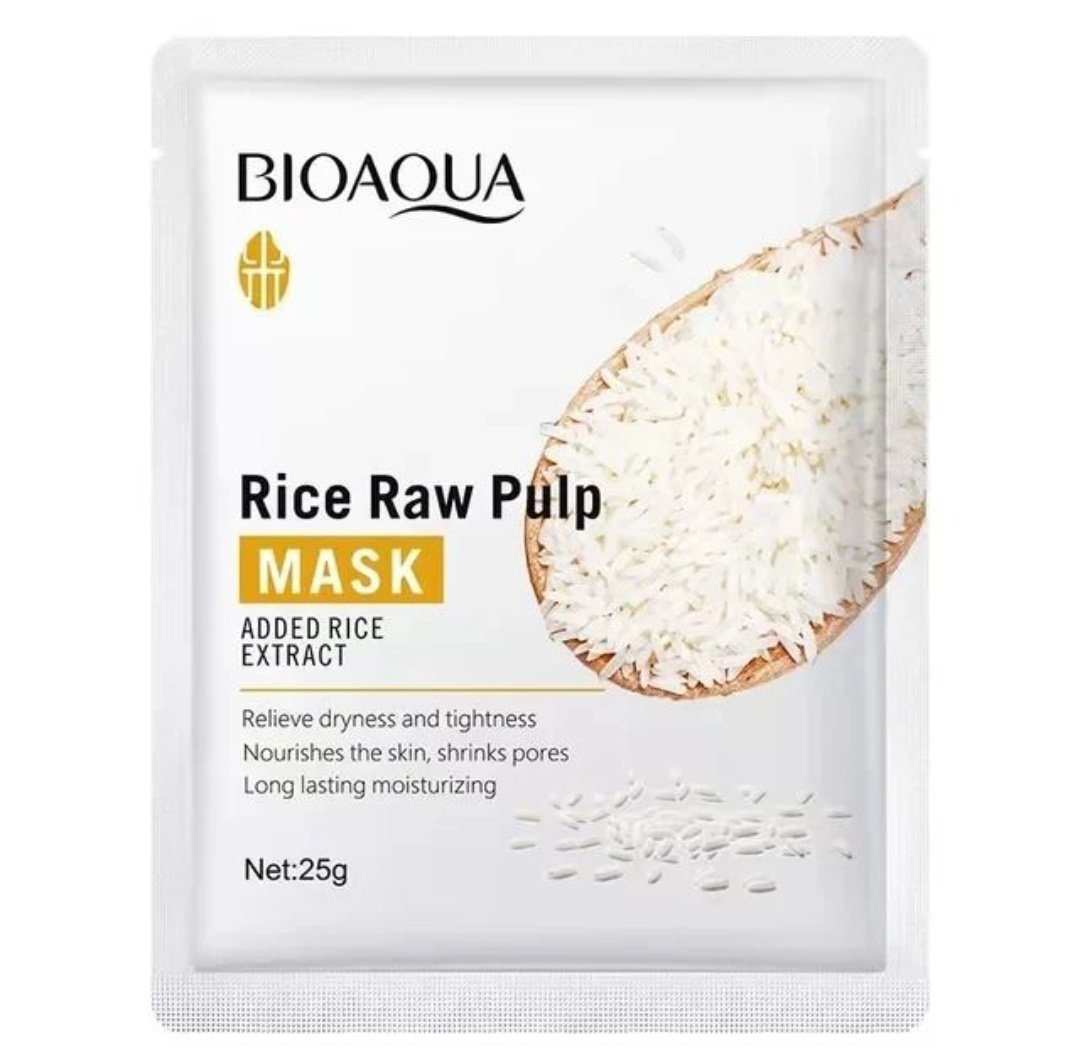 BIOAQUA
Rice Raw Pulp
MASK
ADDED RICE
EXTRACT
Relieve dryness and tightness
Nourishes the skin, shrinks pores
Long lasting moisturizing
Net:25g